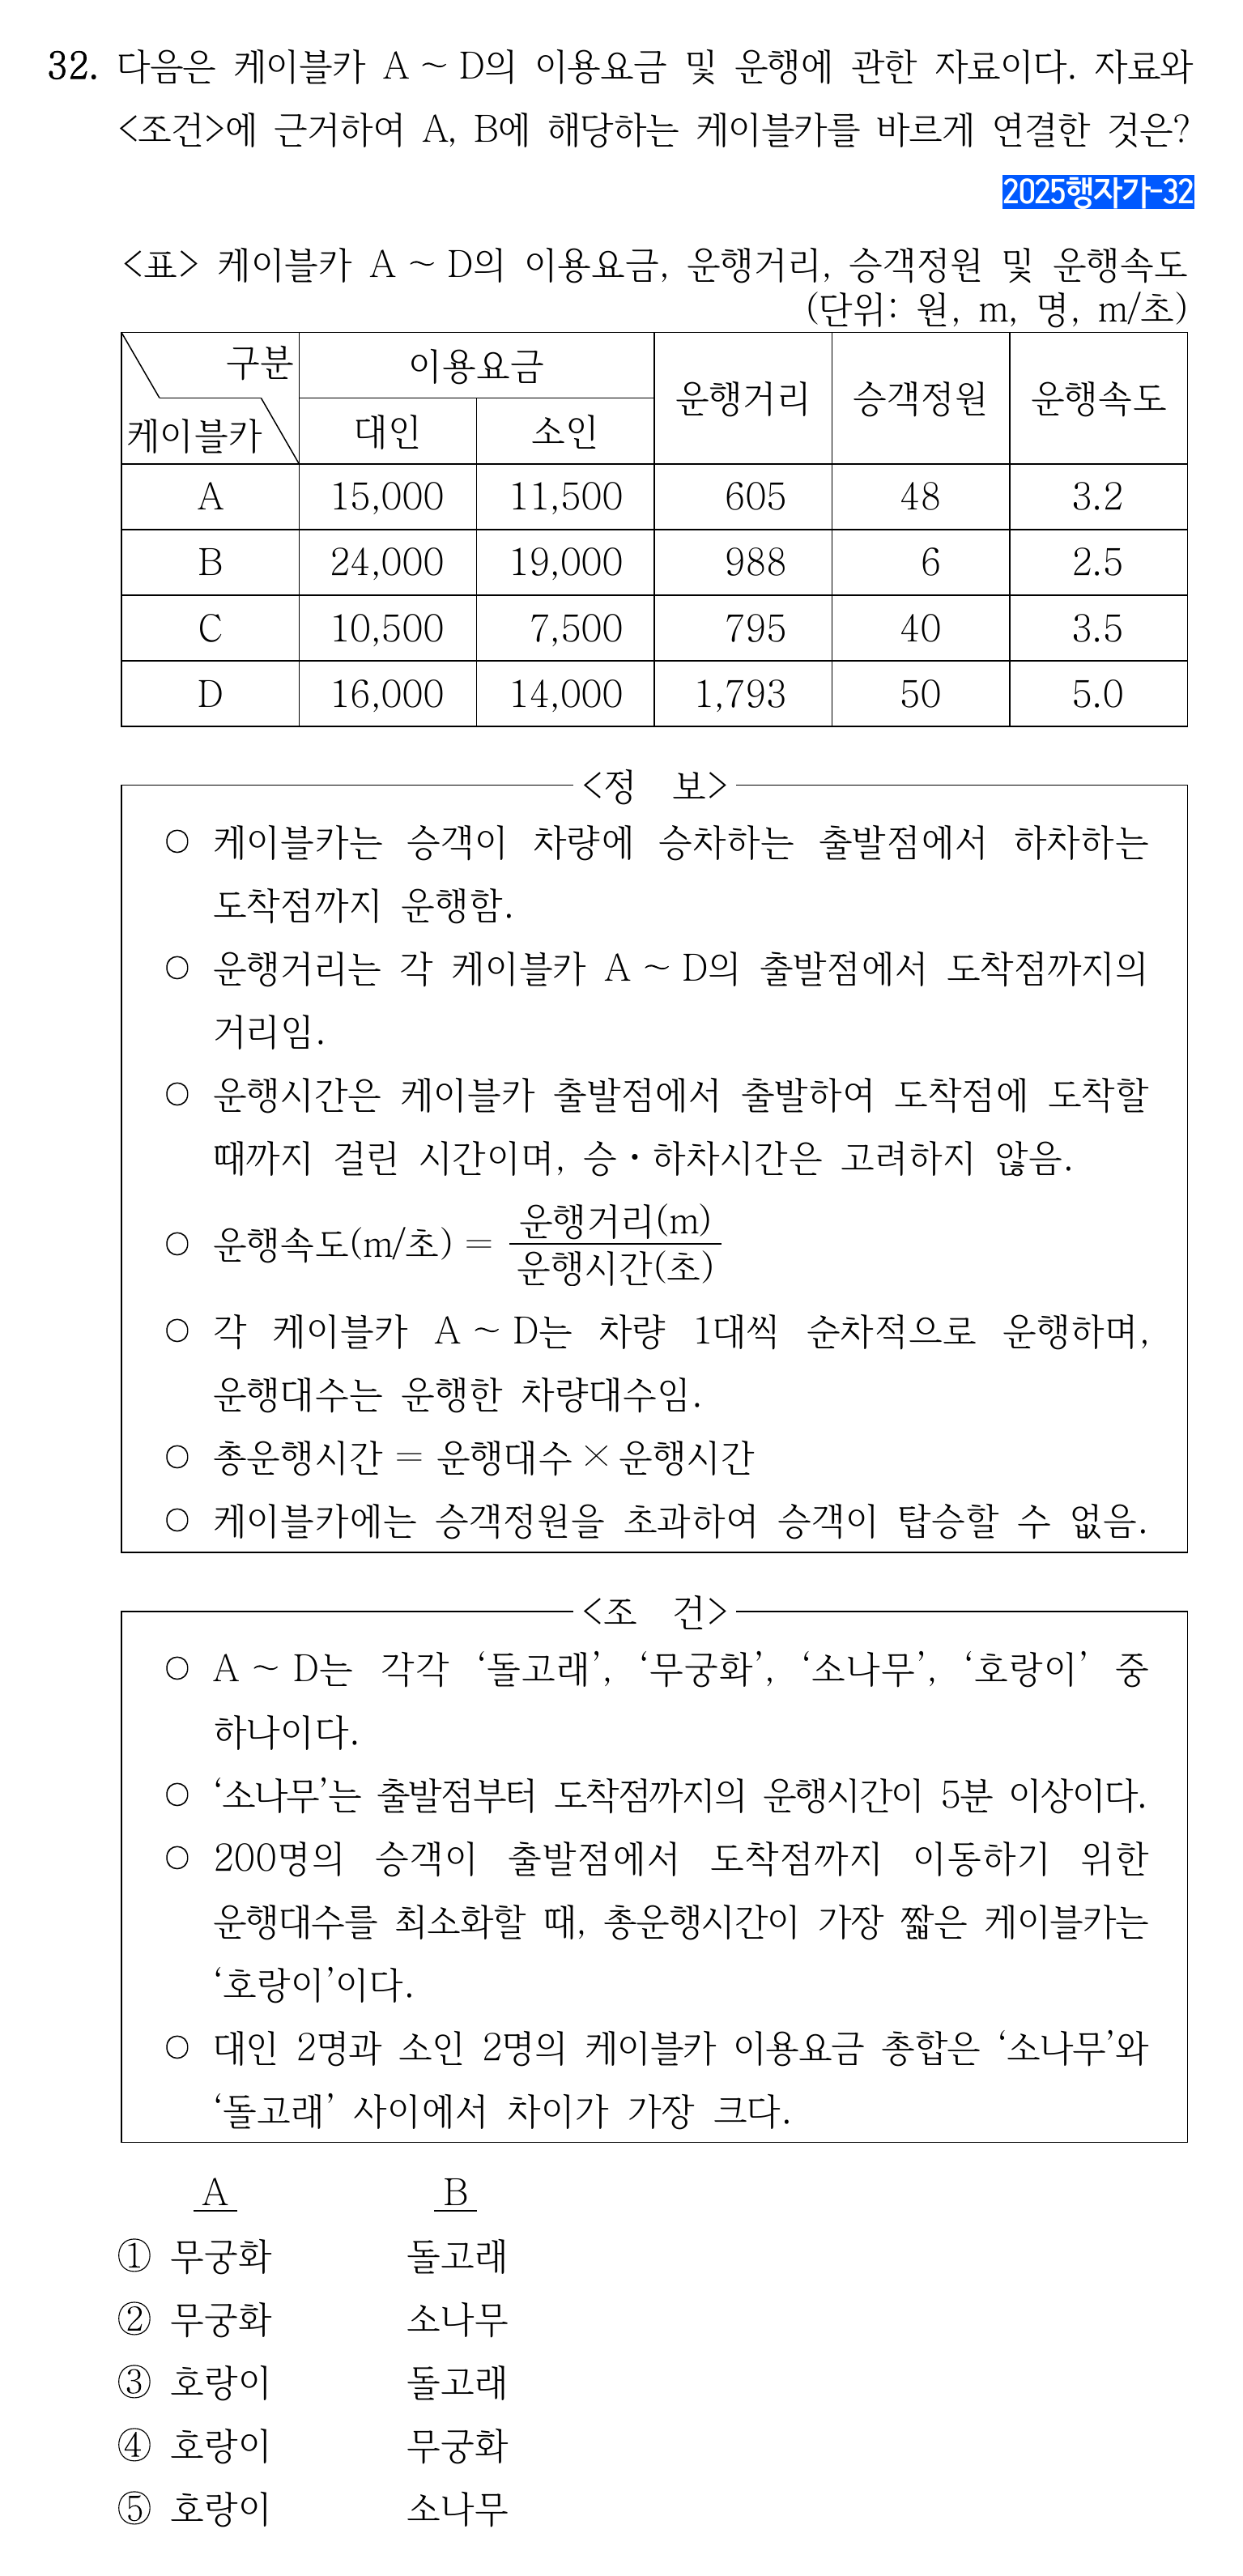 32. 다음은 케이블카 A ~ D의 이용요금 및 운행에 관한 자료이다. 자료와
<조건>에 근거하여 A, B에 해당하는 케이블카를 바르게 연결한 것은?
2025행자가-32
<표> 케이블카 A ~ D의 이용요금, 운행거리, 승객정원 및 운행속도
(단위: 원, m, 명, m/초)
구분 이용요금 운행거리 승객정원 운행속도
케이블카 대인 소인
A 15,000 11,500 605 48 3.2
B 24,000 19,000 988 6 2.5
C 10,500 7,500 795 40 3.5
D 16,000 14,000 1,793 50 5.0
<정 보>
○ 케이블카는 승객이 차량에 승차하는 출발점에서 하차하는
도착점까지 운행함.
○ 운행거리는 각 케이블카 A ~ D의 출발점에서 도착점까지의
거리임.
○ 운행시간은 케이블카 출발점에서 출발하여 도착점에 도착할
때까지 걸린 시간이며, 승·하차시간은 고려하지 않음.
○ 운행속도(m/초) = 운행거리(m)
운행시간(초)
○ 각 케이블카 A ~ D는 차량 1대씩 순차적으로 운행하며,
운행대수는 운행한 차량대수임.
○ 총운행시간 = 운행대수 × 운행시간
○ 케이블카에는 승객정원을 초과하여 승객이 탑승할 수 없음.
<조 건>
○ A ~ D는 각각 ‘돌고래’, ‘무궁화’, ‘소나무’, ‘호랑이’ 중
하나이다.
○ ‘소나무’는 출발점부터 도착점까지의 운행시간이 5분 이상이다.
○ 200명의 승객이 출발점에서 도착점까지 이동하기 위한
운행대수를 최소화할 때, 총운행시간이 가장 짧은 케이블카는
‘호랑이’이다.
○ 대인 2명과 소인 2명의 케이블카 이용요금 총합은 ‘소나무’와
‘돌고래’ 사이에서 차이가 가장 크다.
A B
① 무궁화 돌고래
② 무궁화 소나무
③ 호랑이 돌고래
④ 호랑이 무궁화
⑤ 호랑이 소나무